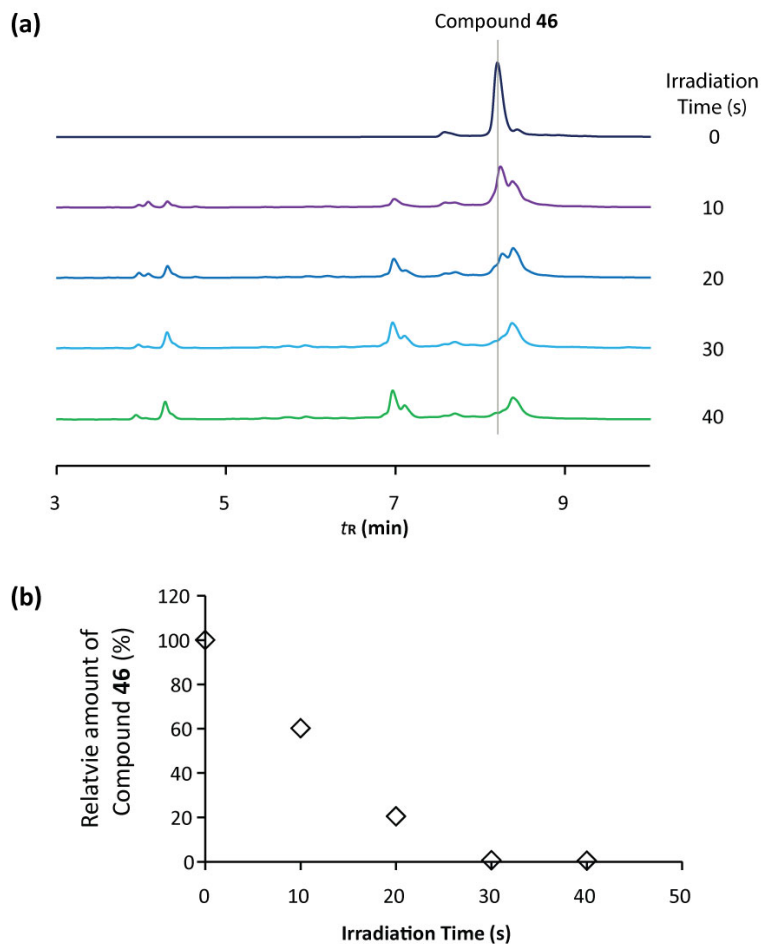 (a)
Compound 46
Irradiation
Time (s)
0
10
20
30
40
3 5 7 9
tR (min)
(b)
Relatvie amount of
Compound 46 (%)
120
100
80
60
40
20
0
0 10 20 30 40 50
Irradiation Time (s)